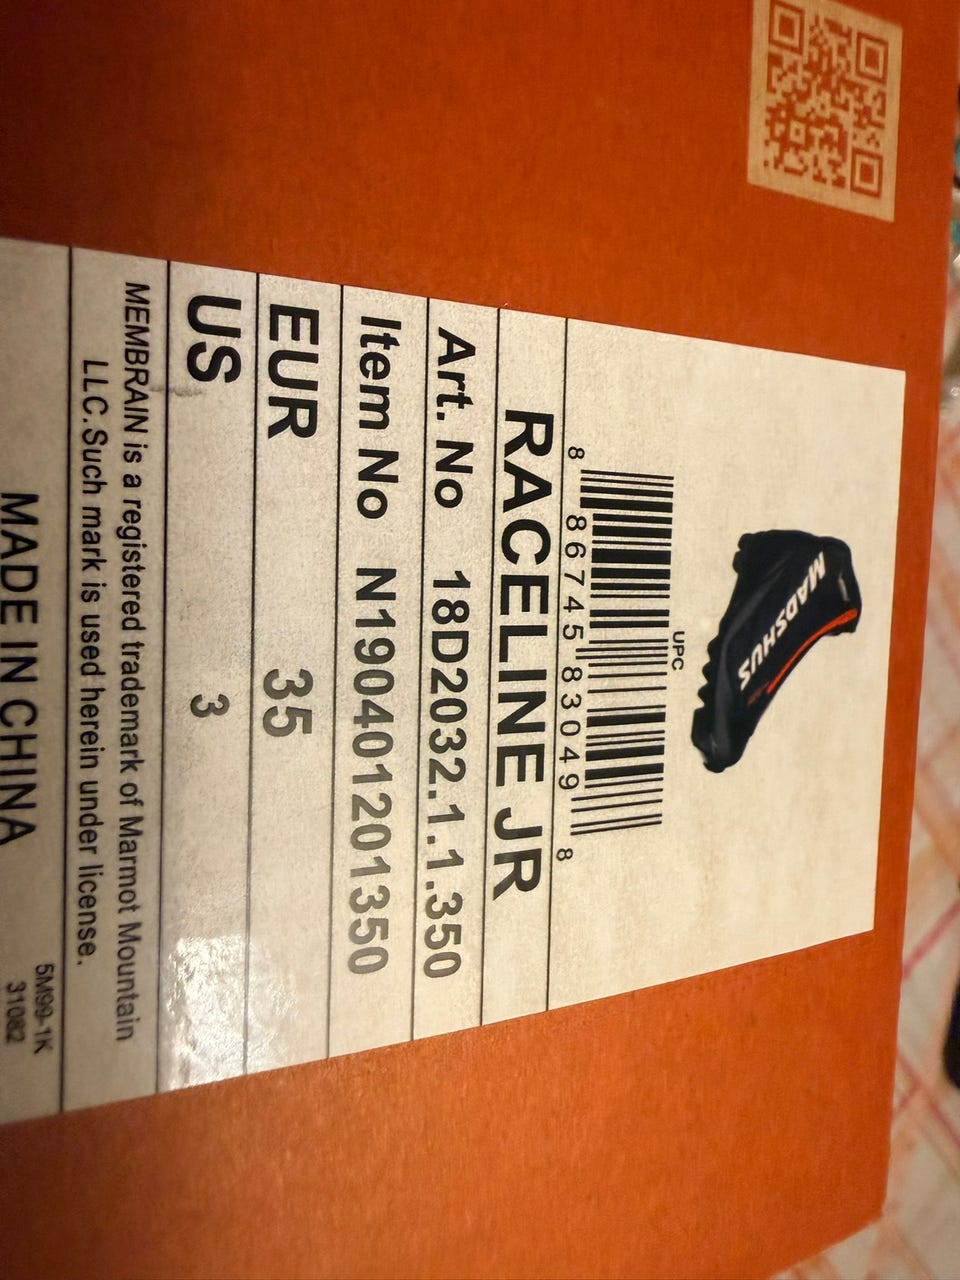 MADSHUS
UPC
8 86745 83049 8
RACELINE JR
Art. No 18D2032.1.1.350
Item No N190401201350
EUR 35
US 3
MEMBRAIN is a registered trademark of Marmot Mountain
LLC.Such mark is used herein under license.
5M99-1K
31082
MADE IN CHINA